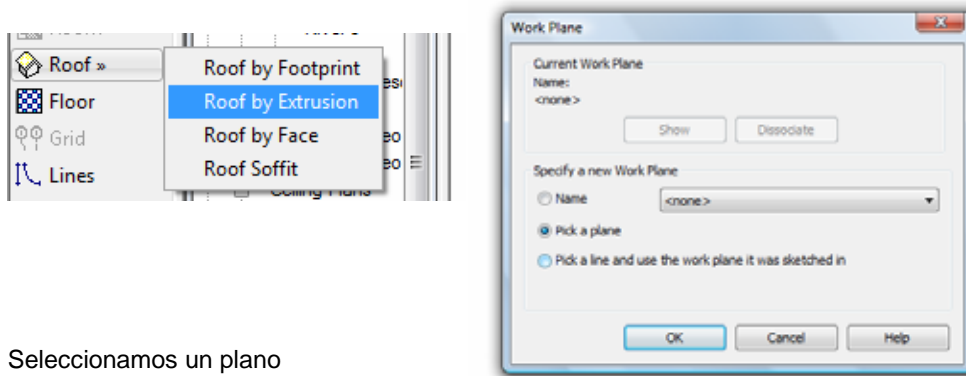 Roof »
Floor
Grid
Lines
Roof by Footprint
Roof by Extrusion
Roof by Face
Roof Soffit
Work Plane
Current Work Plane
Name:
<none>
Show
Dissociate
Specify a new Work Plane
Name
<none>
Pick a plane
Pick a line and use the work plane it was sketched in
OK
Cancel
Help
Seleccionamos un plano